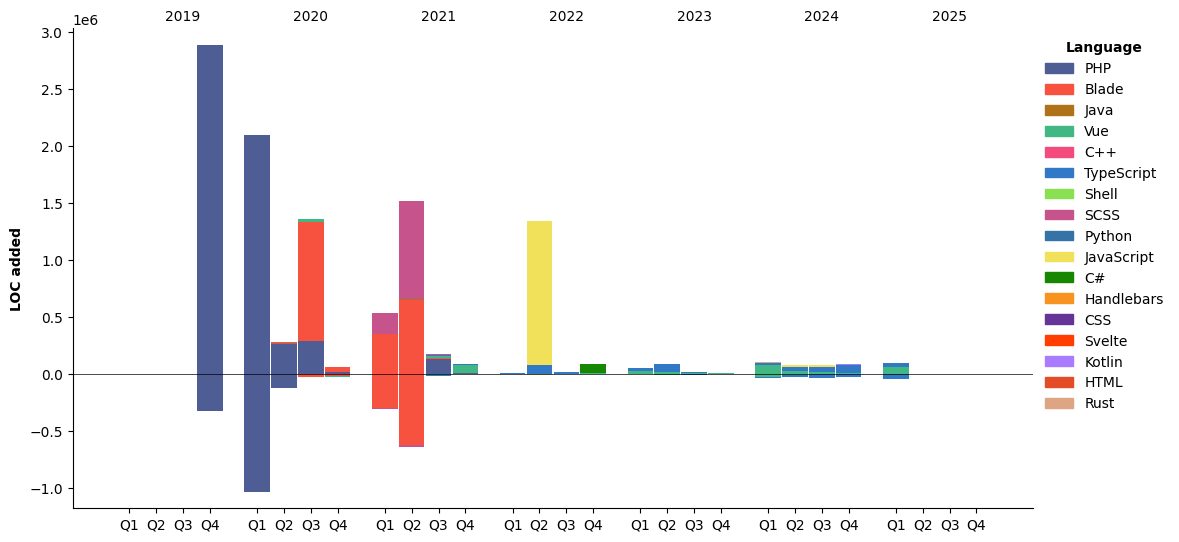 1e6 2019 2020 2021 2022 2023 2024 2025
3.0
2.5
2.0
1.5
1.0
0.5
0.0
−0.5
−1.0
LOC added
Q1 Q2 Q3 Q4 Q1 Q2 Q3 Q4 Q1 Q2 Q3 Q4 Q1 Q2 Q3 Q4 Q1 Q2 Q3 Q4 Q1 Q2 Q3 Q4 Q1 Q2 Q3 Q4
Language
PHP
Blade
Java
Vue
C++
TypeScript
Shell
SCSS
Python
JavaScript
C#
Handlebars
CSS
Svelte
Kotlin
HTML
Rust